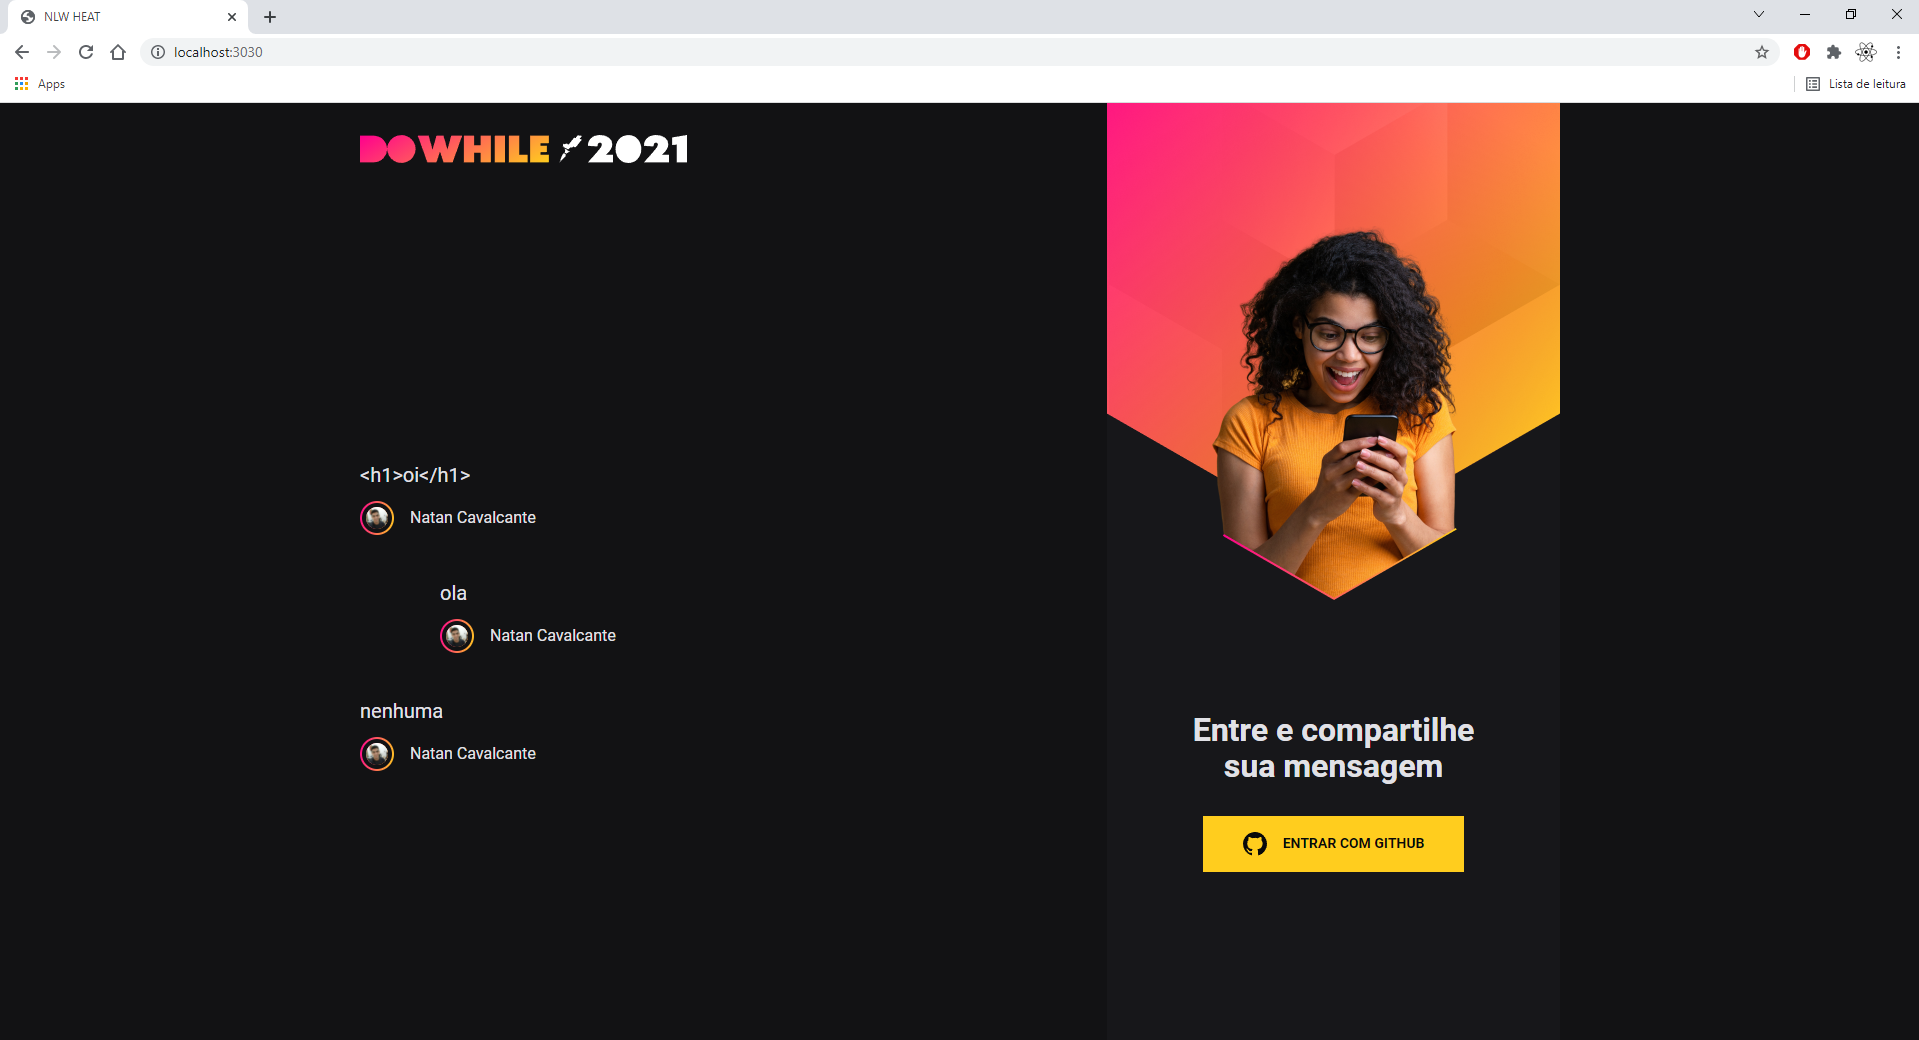 NLW HEAT
localhost:3030
Apps
Lista de leitura
DOWHILE 2021
<h1>oi</h1>
Natan Cavalcante
ola
Natan Cavalcante
nenhuma
Natan Cavalcante
Entre e compartilhe
sua mensagem
ENTRAR COM GITHUB